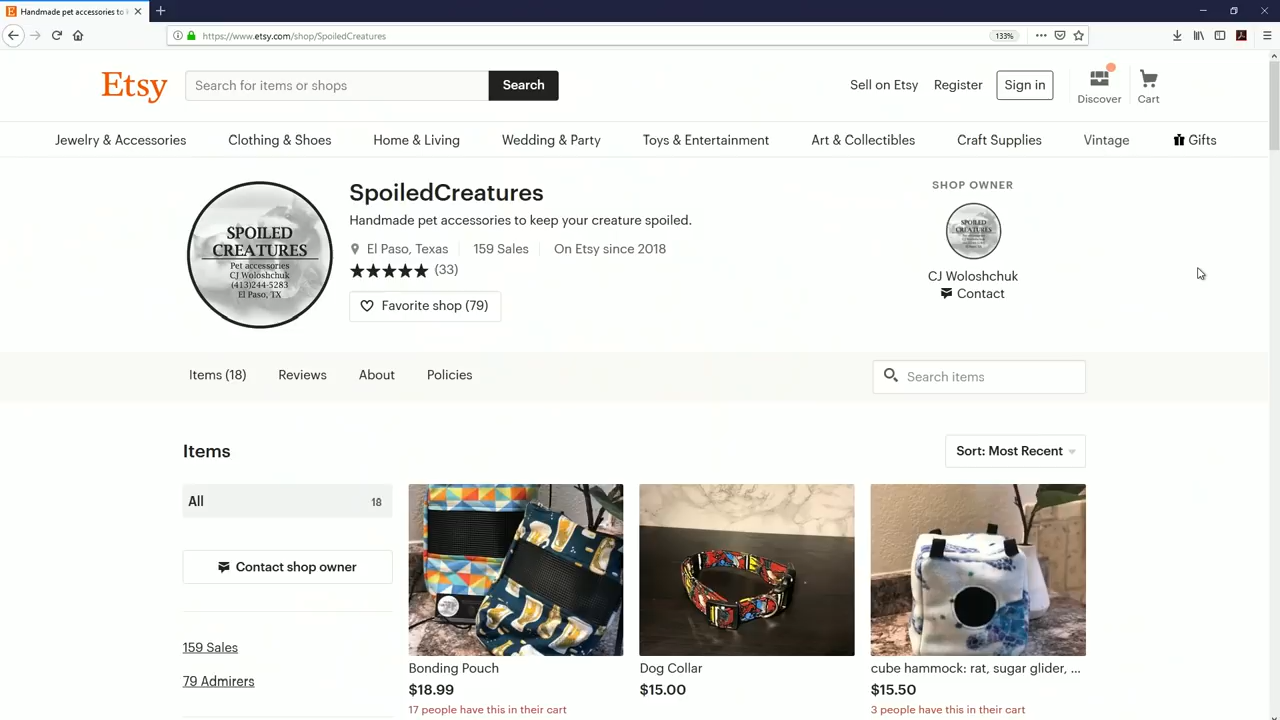 Handmade pet accessories to k
https://www.etsy.com/shop/SpoiledCreatures
133%
Etsy
Search for items or shops
Search
Sell on Etsy
Register
Sign in
Discover
Cart
Jewelry & Accessories
Clothing & Shoes
Home & Living
Wedding & Party
Toys & Entertainment
Art & Collectibles
Craft Supplies
Vintage
Gifts
SPOILED
CREATURES
Pet accessories
CJ Woloshchuk
(413)244-5283
El Paso, TX
SpoiledCreatures
Handmade pet accessories to keep your creature spoiled.
El Paso, Texas
159 Sales
On Etsy since 2018
(33)
Favorite shop (79)
SHOP OWNER
SPOILED
CREATURES
CJ Woloshchuk
Contact
Items (18)
Reviews
About
Policies
Search items
Items
Sort: Most Recent
All
18
Contact shop owner
159 Sales
79 Admirers
Bonding Pouch
$18.99
17 people have this in their cart
Dog Collar
$15.00
cube hammock: rat, sugar glider, ...
$15.50
3 people have this in their cart